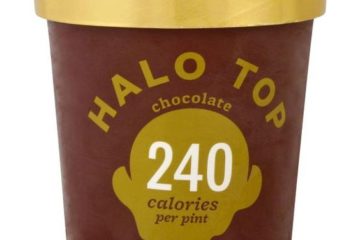 HALO TOP
chocolate
240
calories
per pint